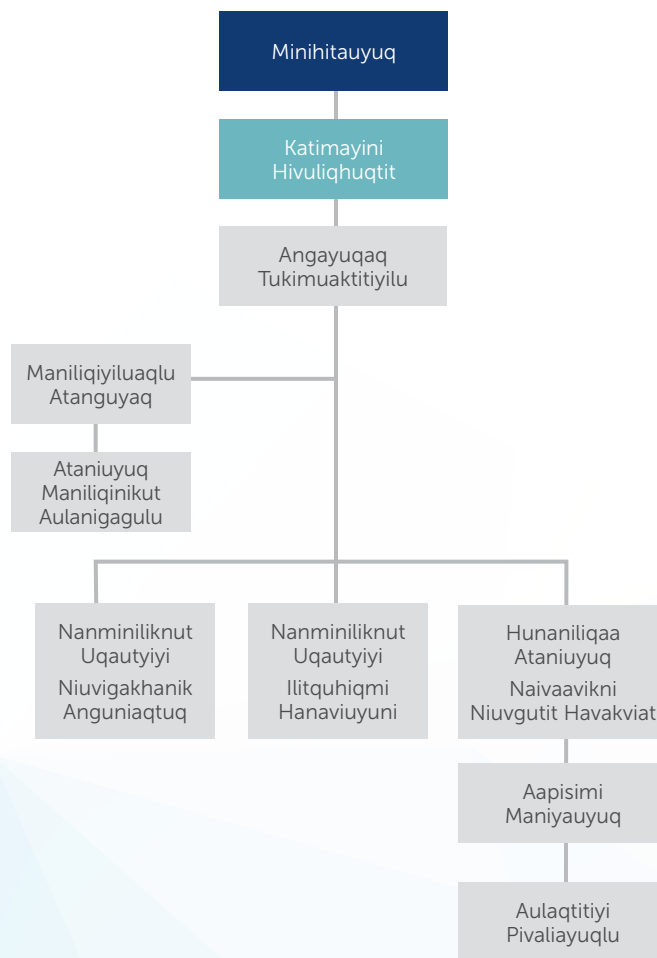 Minihitauyuq
Katimayini
Hivuliqhuqtit
Angayuqaq
Tukimuaktitiyilu
Maniliqiyiluaqlu
Atanguyaq
Ataniuyuq
Maniliqinikut
Aulanigagulu
Nanminiliknut
Uqautyiyi
Niuvigakhanik
Anguniaqtuq
Nanminiliknut
Uqautyiyi
Ilitquhiqmi
Hanaviuyuni
Hunaniliqaa
Ataniuyuq
Naivaavikni
Niuvgutit Havakviat
Aapisimi
Maniyauyuq
Aulaqtitiyi
Pivaliayuqlu